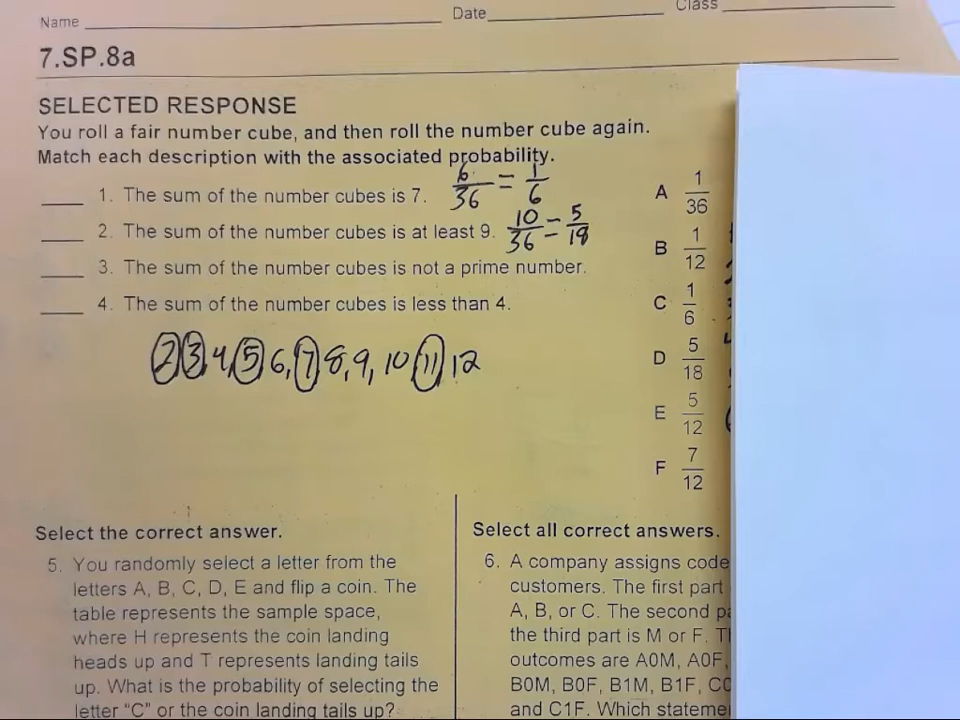 Name ____ Date ____ Class ____
7.SP.8a
SELECTED RESPONSE
You roll a fair number cube, and then roll the number cube again.
Match each description with the associated probability.
____ 1. The sum of the number cubes is 7. 6/36 = 1/6
____ 2. The sum of the number cubes is at least 9. 10/36 = 5/18
____ 3. The sum of the number cubes is not a prime number.
____ 4. The sum of the number cubes is less than 4.
2 3, 4, 5 6, 7 8, 9, 10 11, 12
A 1/36
B 1/12
C 1/6
D 5/18
E 5/12
F 7/12
Select the correct answer.
5. You randomly select a letter from the
letters A, B, C, D, E and flip a coin. The
table represents the sample space,
where H represents the coin landing
heads up and T represents landing tails
up. What is the probability of selecting the
letter "C" or the coin landing tails up?
Select all correct answers.
6. A company assigns code
customers. The first part
A, B, or C. The second
the third part is M or F.
outcomes are A0M, A0F,
B0M, B0F, B1M, B1F,
and C1F. Which